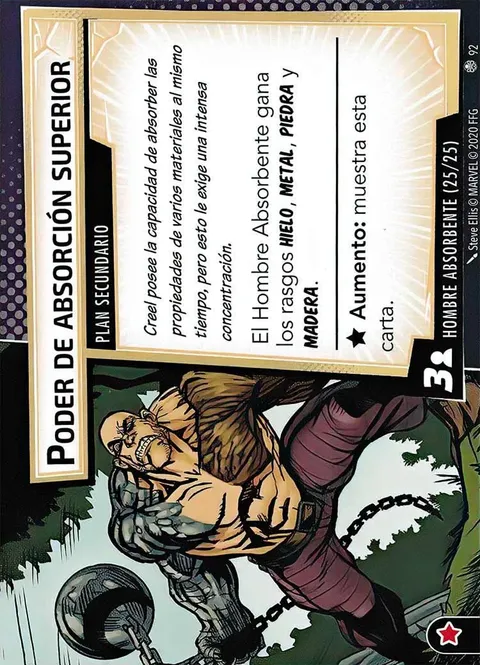 PODER DE ABSORCIÓN SUPERIOR
PLAN SECUNDARIO
Creel posee la capacidad de absorber las
propiedades de varios materiales al mismo
tiempo, pero esto le exige una intensa
concentración.
El Hombre Absorbente gana
los rasgos HIELO, METAL, PIEDRA y
MADERA.
★ Aumento: muestra esta
carta.
3
HOMBRE ABSORBENTE (25/25)
Steve Ellis © MARVEL © 2020 FFG
92